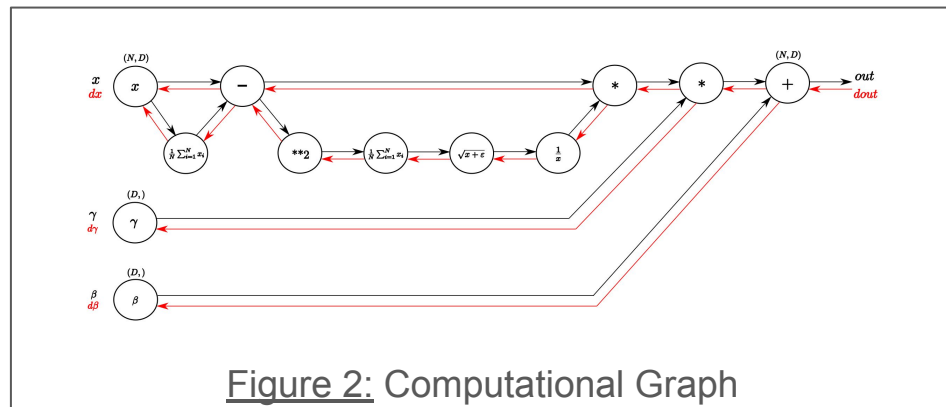 (N, D)
(N, D)
x
dx
x
−
*
*
+
out
dout
1/N ∑_{i=1}^{N} x_i
**2
1/N ∑_{i=1}^{N} x_i
√x + ε
1/x
(D,)
γ
dγ
γ
(D,)
β
dβ
β
Figure 2: Computational Graph